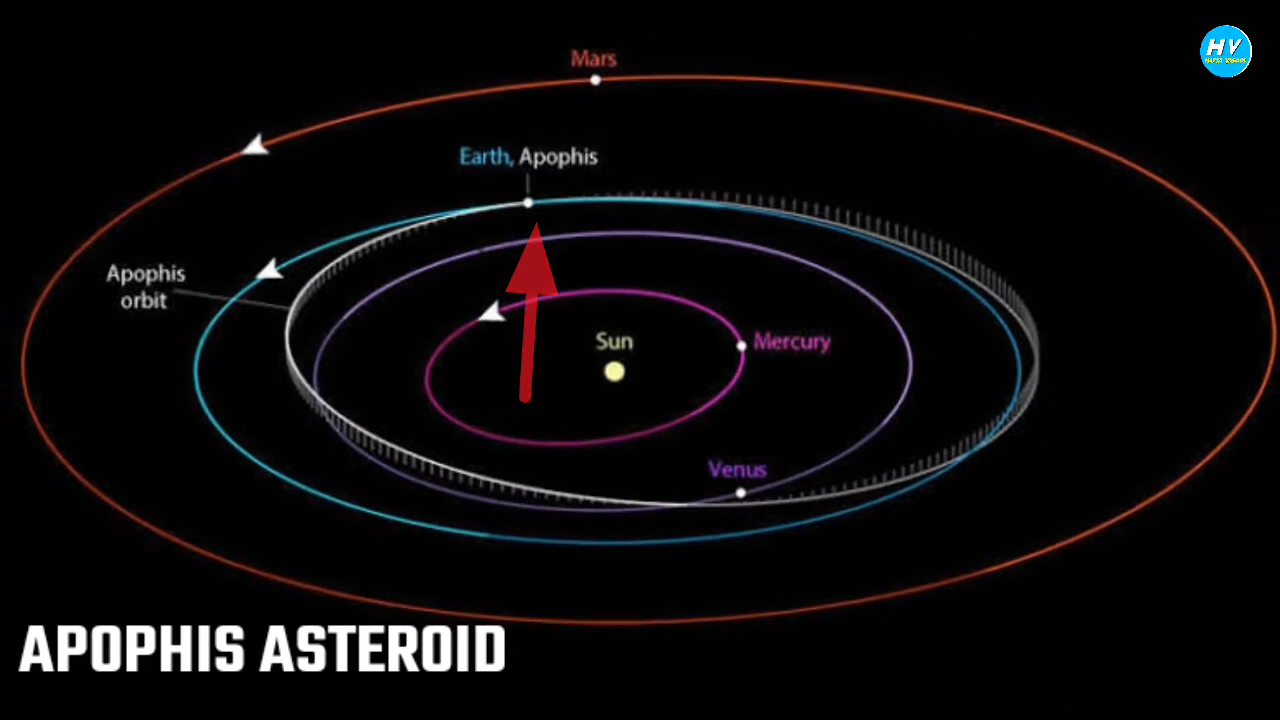 Mars
HV
Earth, Apophis
Apophis
orbit
Sun
Mercury
Venus
APOPHIS ASTEROID